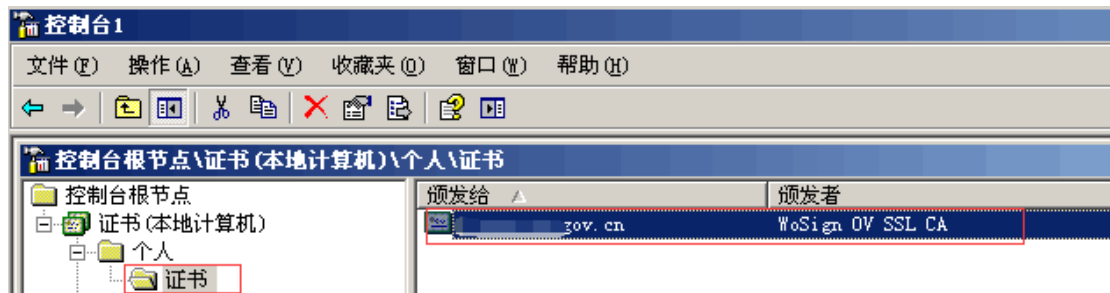 控制台1
文件(F) 操作(A) 查看(V) 收藏夹(O) 窗口(W) 帮助(H)
控制台根节点\证书(本地计算机)\个人\证书
控制台根节点
证书(本地计算机)
个人
证书
颁发给 颁发者
gov.cn WoSign OV SSL CA